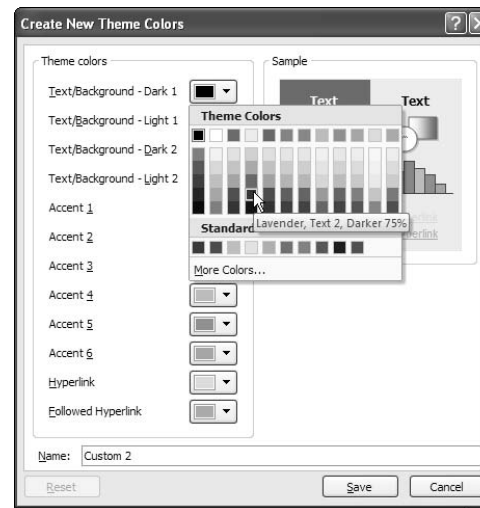 Create New Theme Colors
Theme colors
Sample
Text/Background - Dark 1
Text/Background - Light 1
Text/Background - Dark 2
Text/Background - Light 2
Accent 1
Accent 2
Accent 3
Accent 4
Accent 5
Accent 6
Hyperlink
Followed Hyperlink
Text
Text
Theme Colors
Lavender, Text 2, Darker 75%
Standard
More Colors...
Name: Custom 2
Reset
Save
Cancel